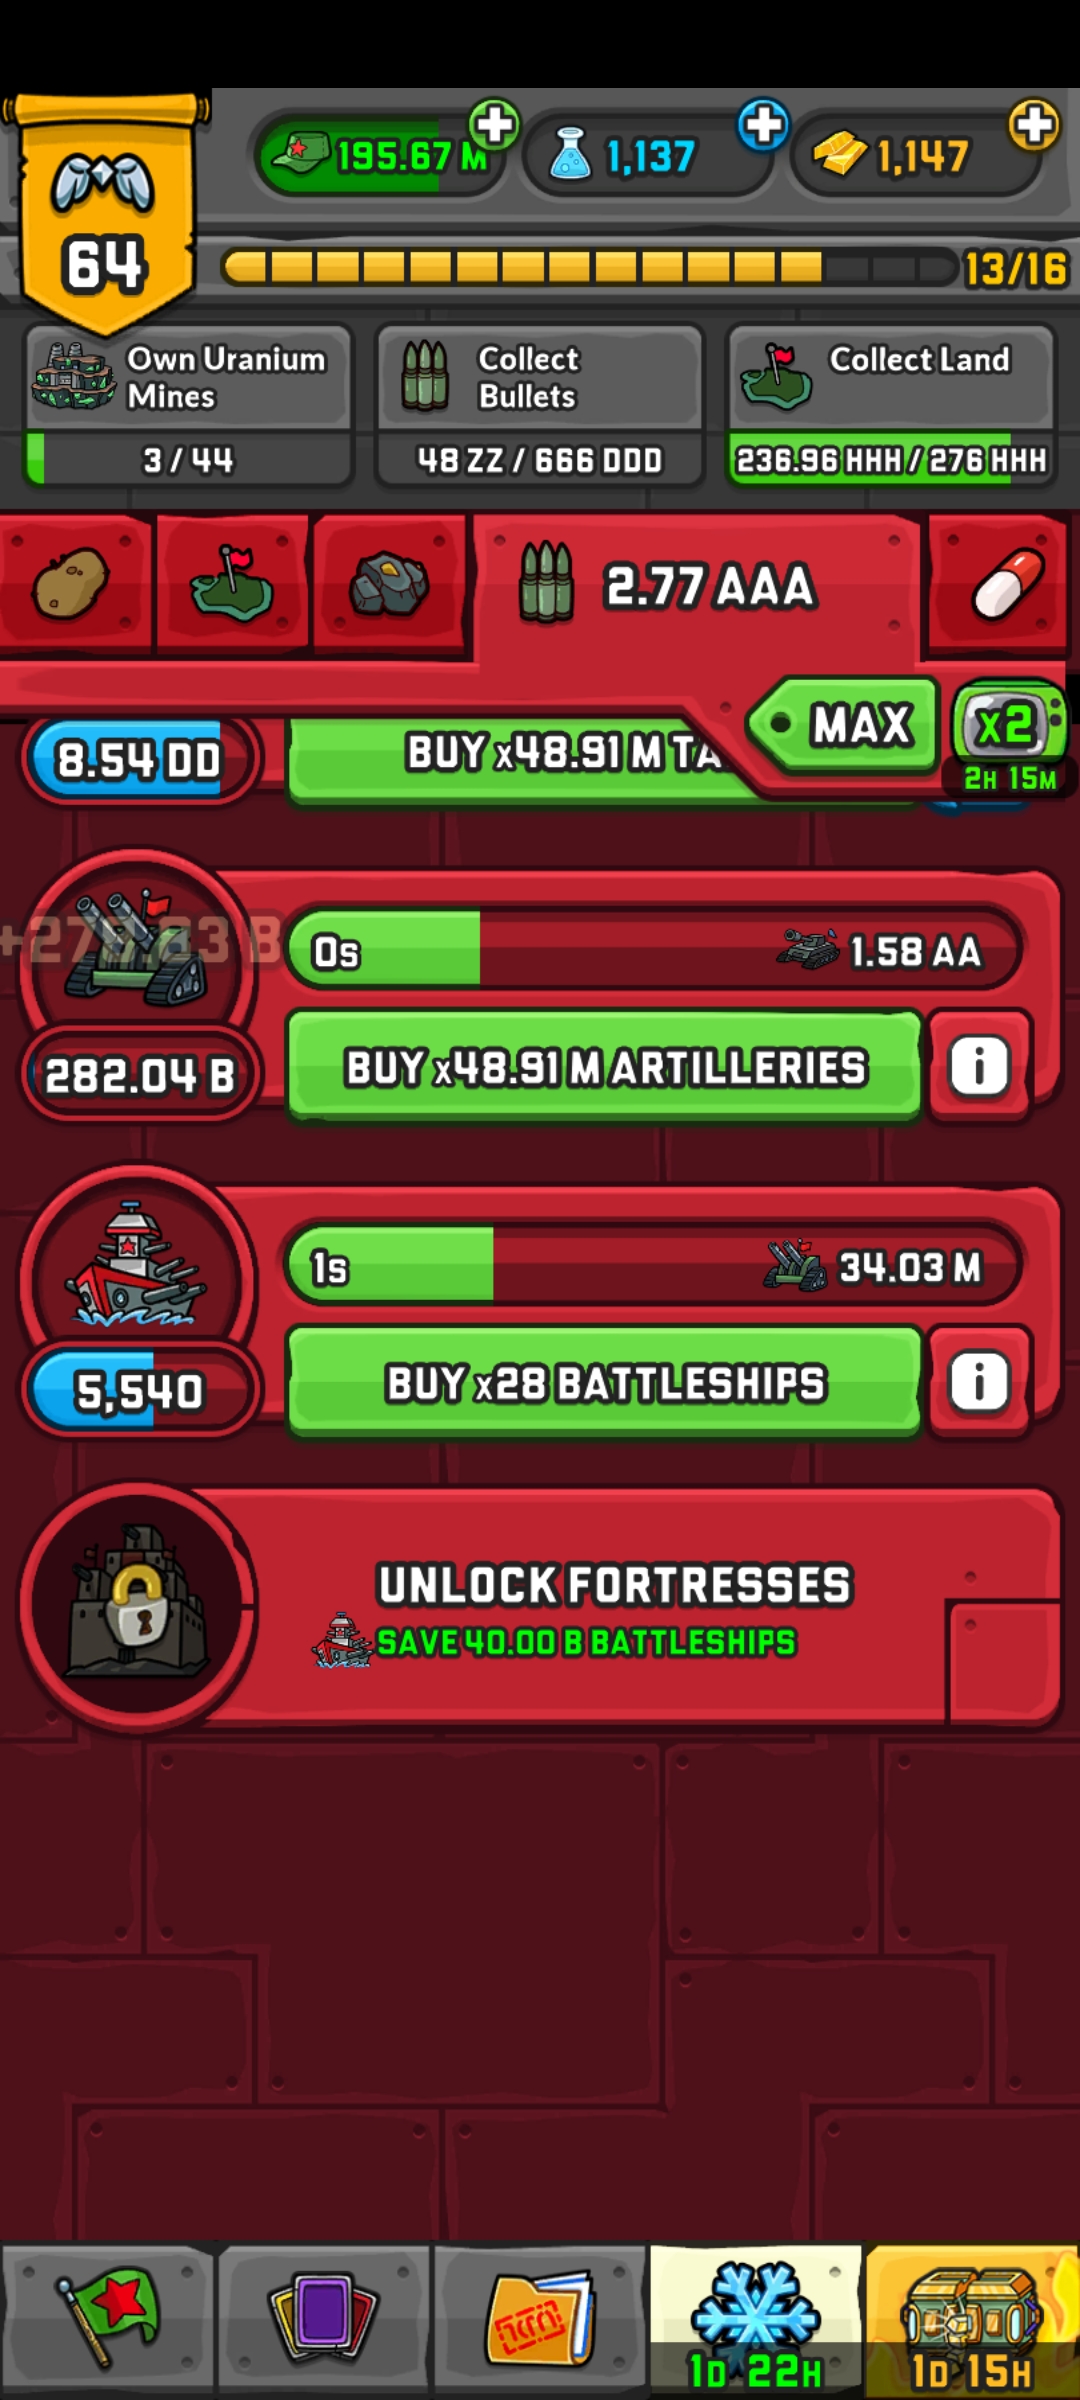 195.67 M
1,137
1,147
64
13/16
Own Uranium
Mines
3 / 44
Collect
Bullets
48 ZZ / 666 DDD
Collect Land
236.96 HHH / 276 HHH
2.77 AAA
MAX
x2
2H 15M
8.54 DD
BUY x48.91 M TA
0s
1.58 AA
282.04 B
BUY x48.91 M ARTILLERIES
i
1s
34.03 M
5,540
BUY x28 BATTLESHIPS
i
UNLOCK FORTRESSES
SAVE 40.00 B BATTLESHIPS
1D 22H
1D 15H